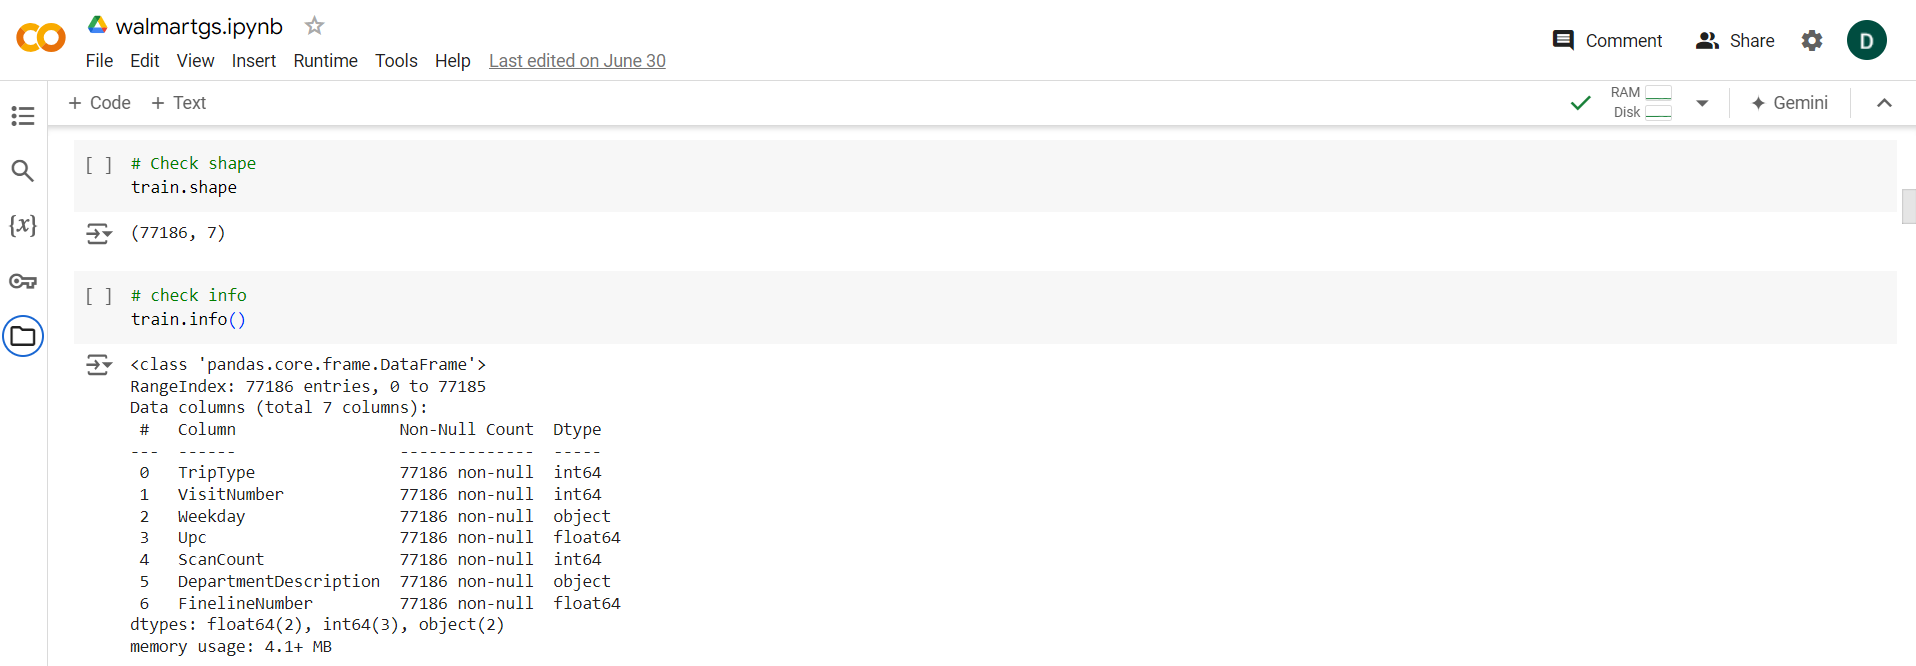 walmartgs.ipynb
File Edit View Insert Runtime Tools Help Last edited on June 30
Comment Share D
+ Code + Text
RAM
Disk
Gemini
{x}
[ ] # Check shape
train.shape
(77186, 7)
[ ] # check info
train.info()
<class 'pandas.core.frame.DataFrame'>
RangeIndex: 77186 entries, 0 to 77185
Data columns (total 7 columns):
 #   Column                 Non-Null Count  Dtype
---  ------                 --------------  -----
 0   TripType               77186 non-null  int64
 1   VisitNumber            77186 non-null  int64
 2   Weekday                77186 non-null  object
 3   Upc                    77186 non-null  float64
 4   ScanCount              77186 non-null  int64
 5   DepartmentDescription  77186 non-null  object
 6   FinelineNumber         77186 non-null  float64
dtypes: float64(2), int64(3), object(2)
memory usage: 4.1+ MB